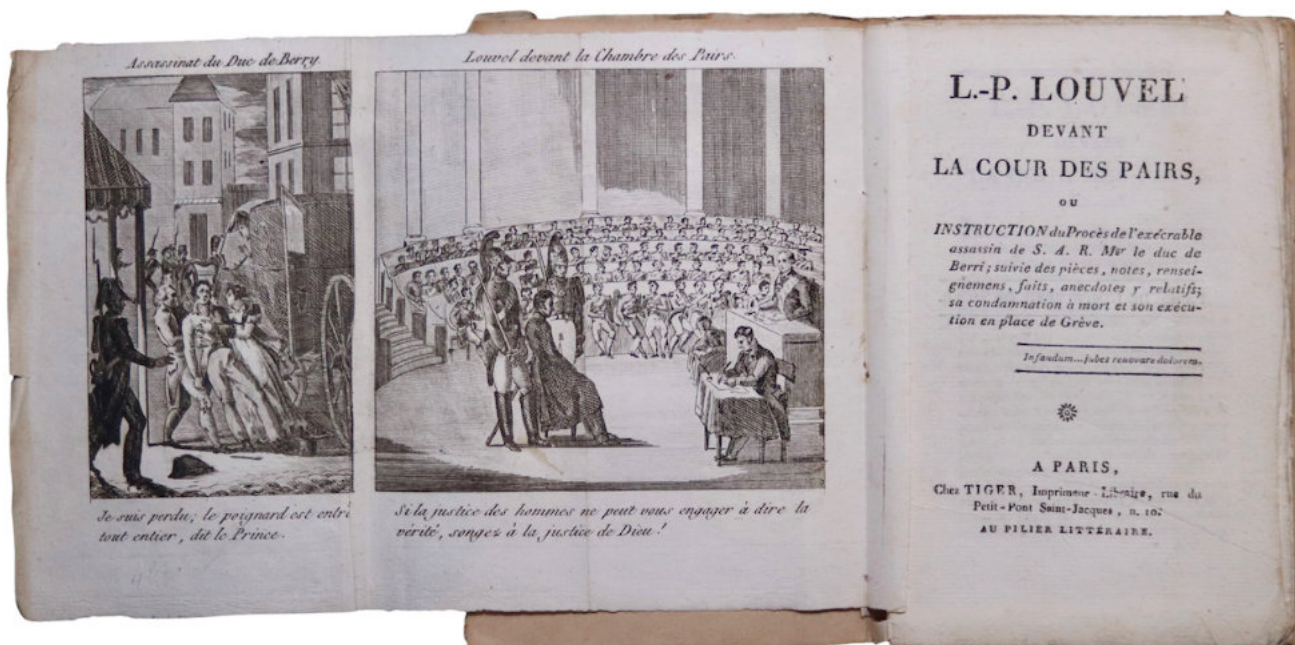 Assassinat du Duc de Berry.
Je suis perdu, le poignard est entré
tout entier, dit le Prince.
Louvel devant la Chambre des Pairs.
Si la justice des hommes ne peut vous engager à dire la
vérité, songez à la justice de Dieu!
L.-P. LOUVEL
DEVANT
LA COUR DES PAIRS,
OU
INSTRUCTION du Procès de l'exécrable
assassin de S. A. R. Mgr le duc de
Berri; suivie des pièces, notes, rensei-
gnemens, faits, anecdotes y relatifs;
sa condamnation à mort et son exécu-
tion en place de Grève.
Infandum...jubes renovare dolorem.
A PARIS,
Chez TIGER, Imprimeur-Libraire, rue du
Petit-Pont Saint-Jacques, n. 10.
AU PILIER LITTÉRAIRE.